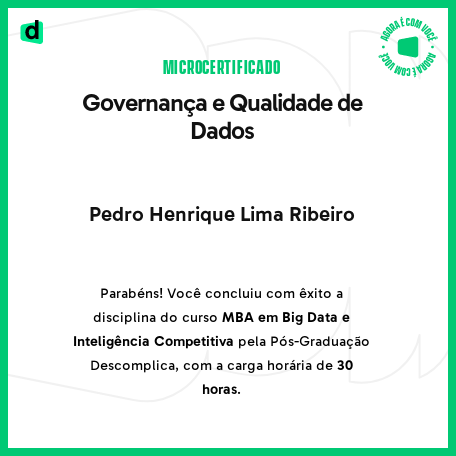 d
AGORA É COM VOCÊ • AGORA É COM VOCÊ •
MICROCERTIFICADO
Governança e Qualidade de
Dados
Pedro Henrique Lima Ribeiro
Parabéns! Você concluiu com êxito a
disciplina do curso MBA em Big Data e
Inteligência Competitiva pela Pós-Graduação
Descomplica, com a carga horária de 30
horas.